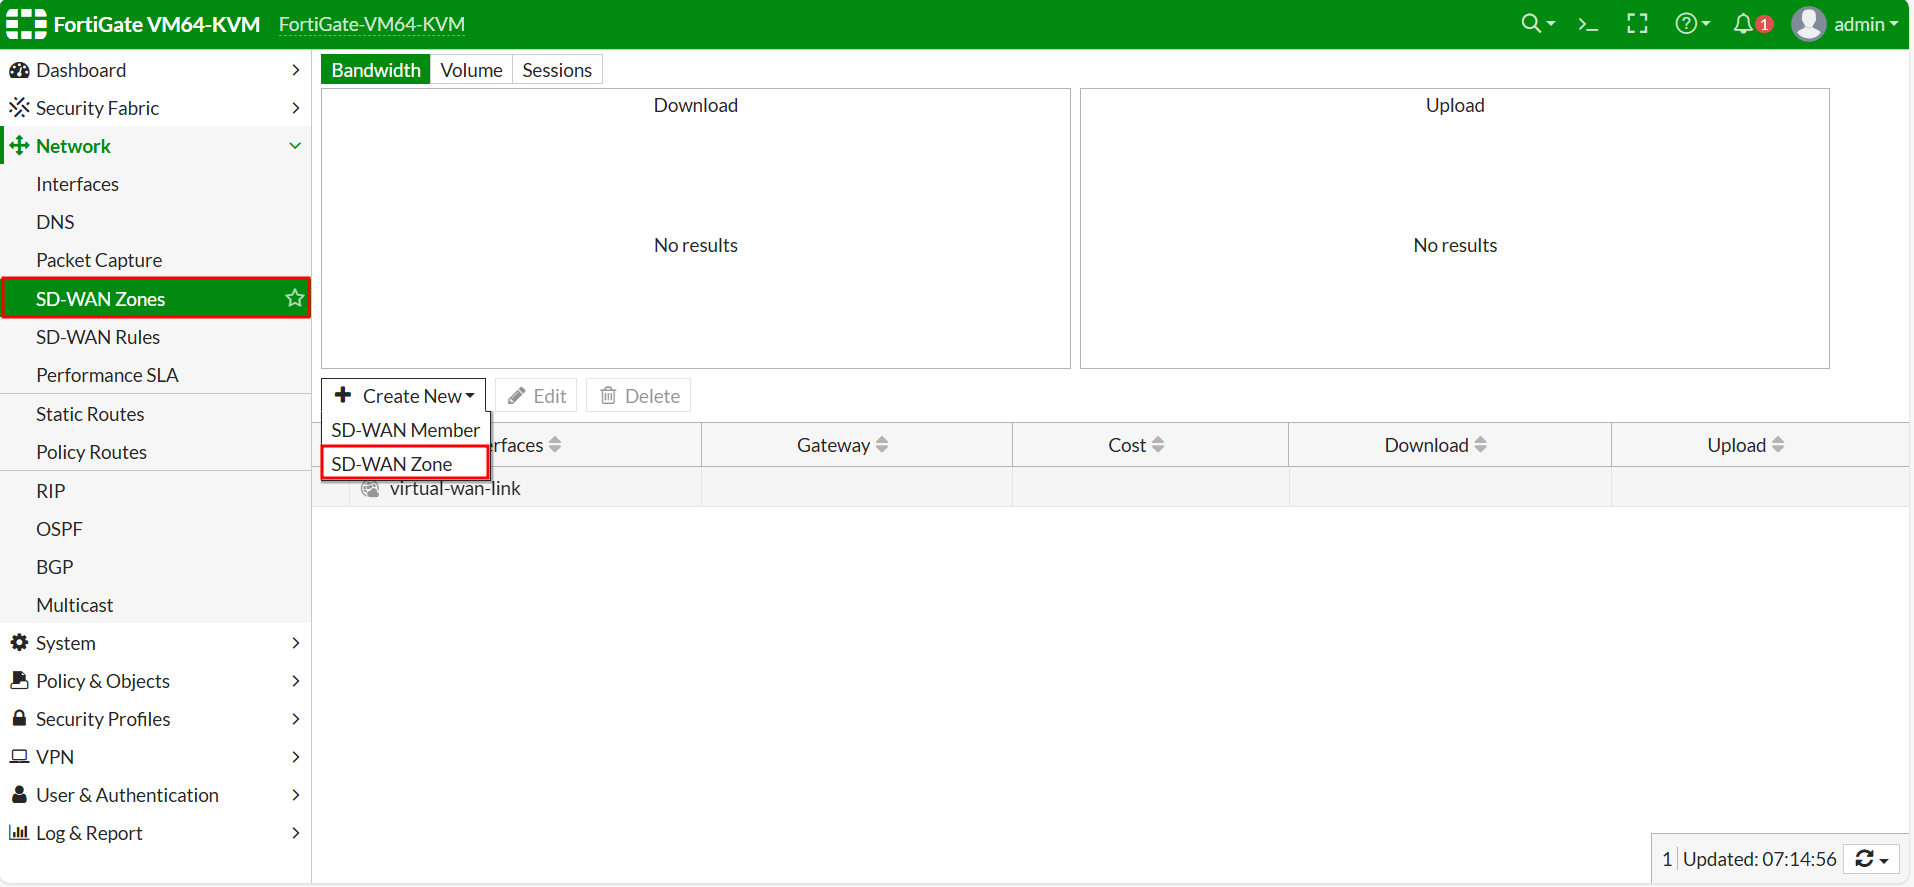 FortiGate VM64-KVM FortiGate-VM64-KVM >_ 1 admin
Dashboard
Security Fabric
Network
Interfaces
DNS
Packet Capture
SD-WAN Zones
SD-WAN Rules
Performance SLA
Static Routes
Policy Routes
RIP
OSPF
BGP
Multicast
System
Policy & Objects
Security Profiles
VPN
User & Authentication
Log & Report
Bandwidth Volume Sessions
Download
No results
Upload
No results
Create New Edit Delete
SD-WAN Member
SD-WAN Zone
erfaces Gateway Cost Download Upload
virtual-wan-link
1 Updated: 07:14:56